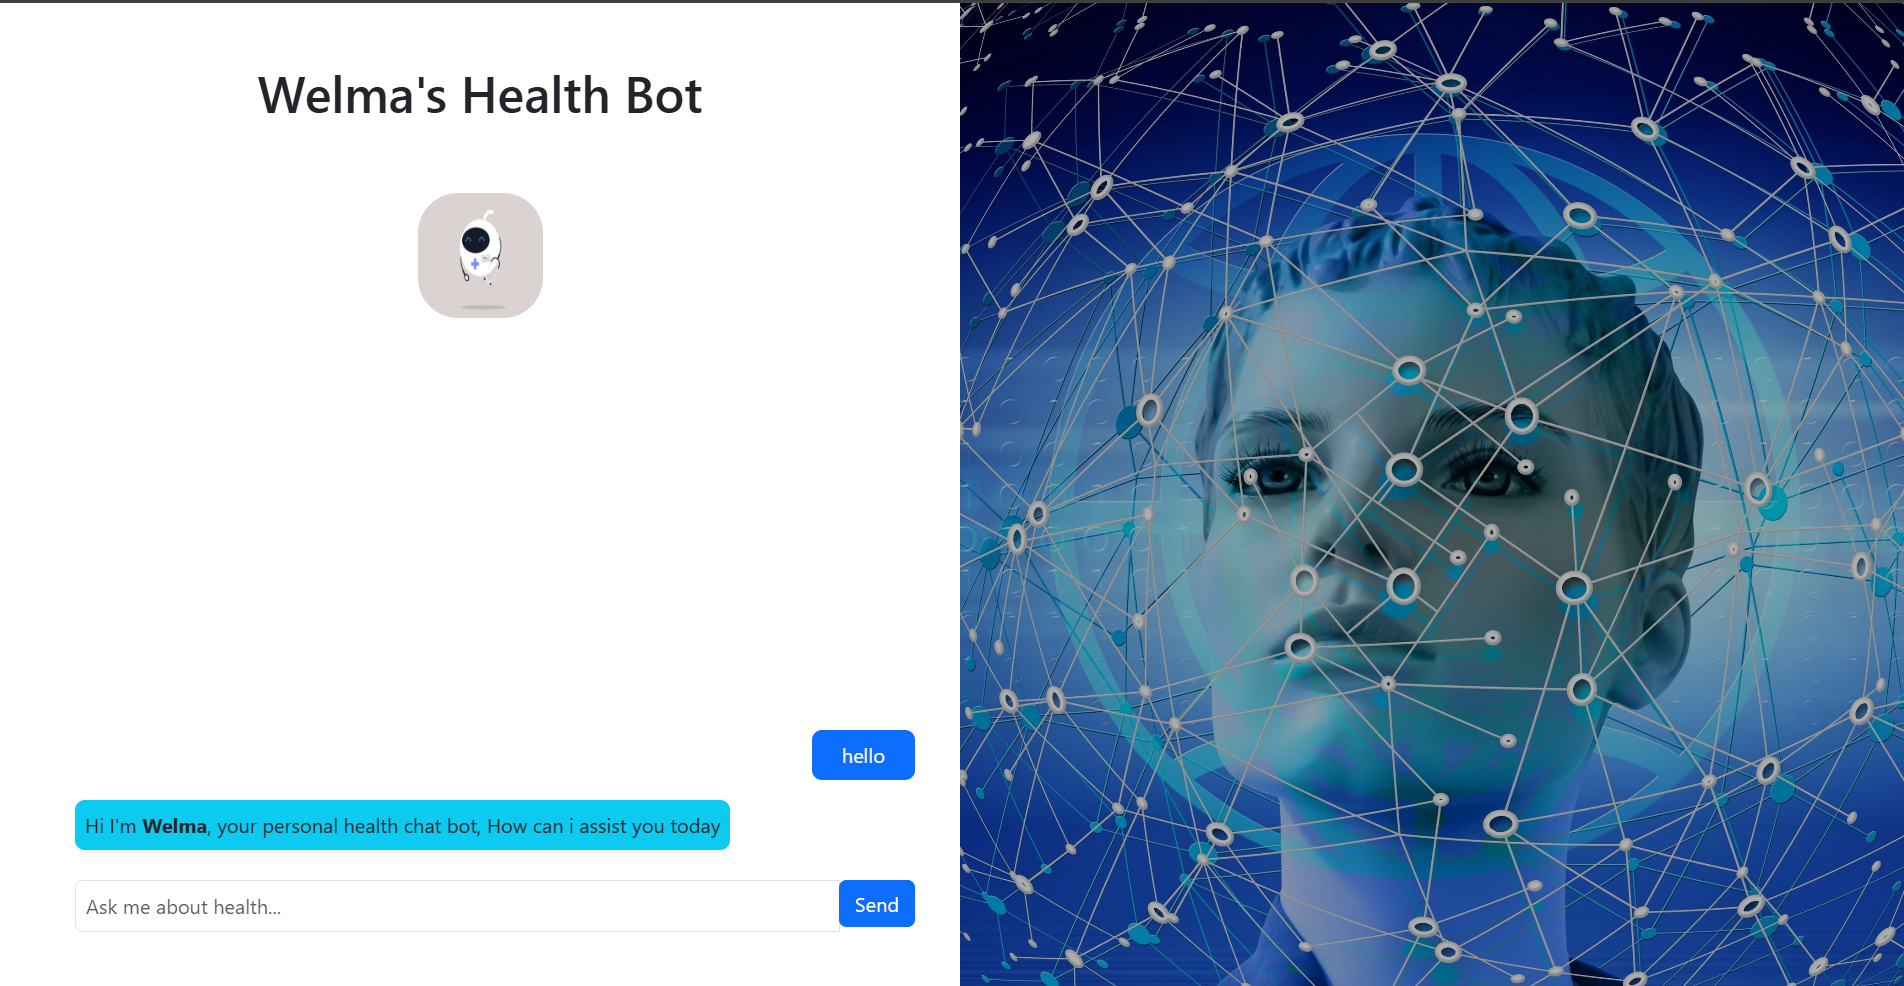 Welma's Health Bot
hello
Hi I'm Welma, your personal health chat bot, How can i assist you today
Ask me about health...
Send